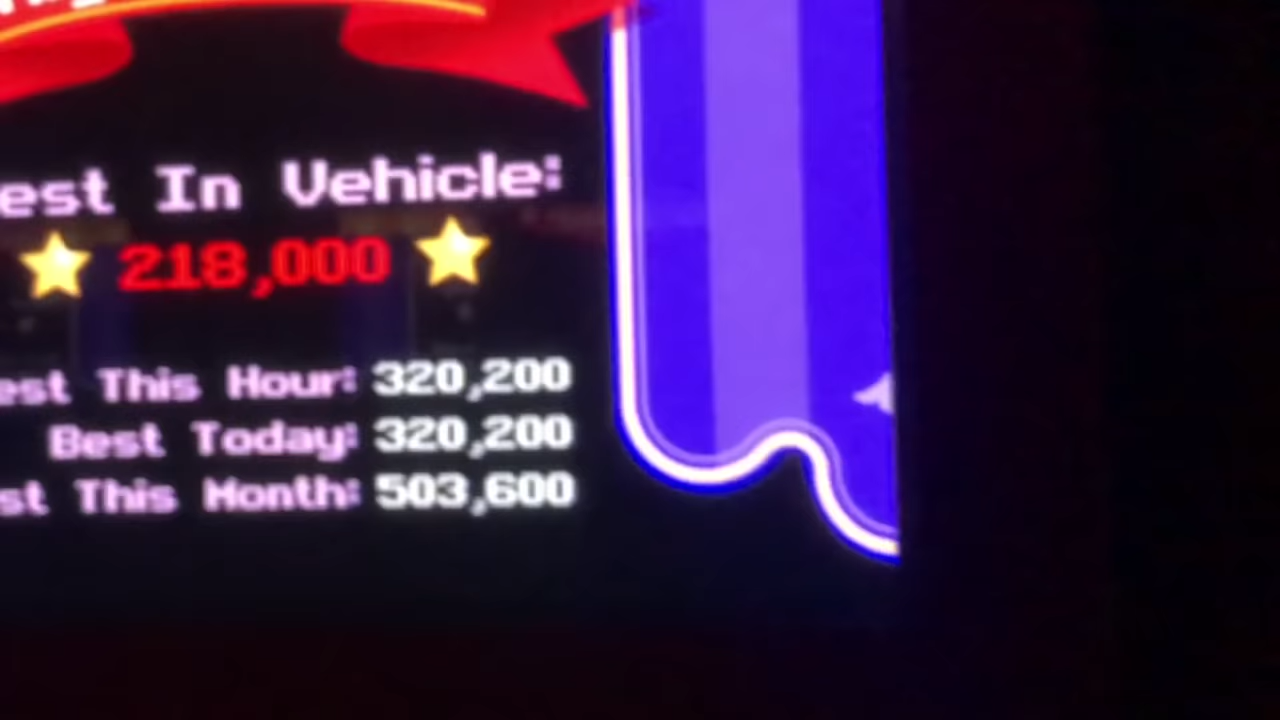 est In Vehicle:
218,000
est This Hour: 320,200
Best Today: 320,200
st This Month: 503,600